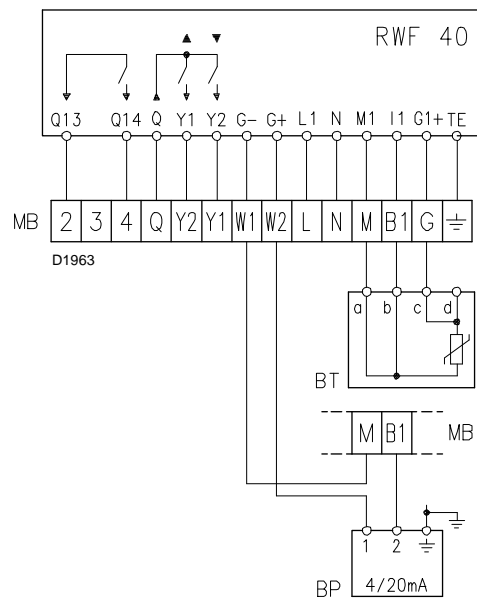 RWF 40
Q13 Q14 Q Y1 Y2 G- G+ L1 N M1 I1 G1+ TE
MB 2 3 4 Q Y2 Y1 W1 W2 L N M B1 G
D1963
a b c d
BT
M B1 MB
1 2
BP 4/20mA